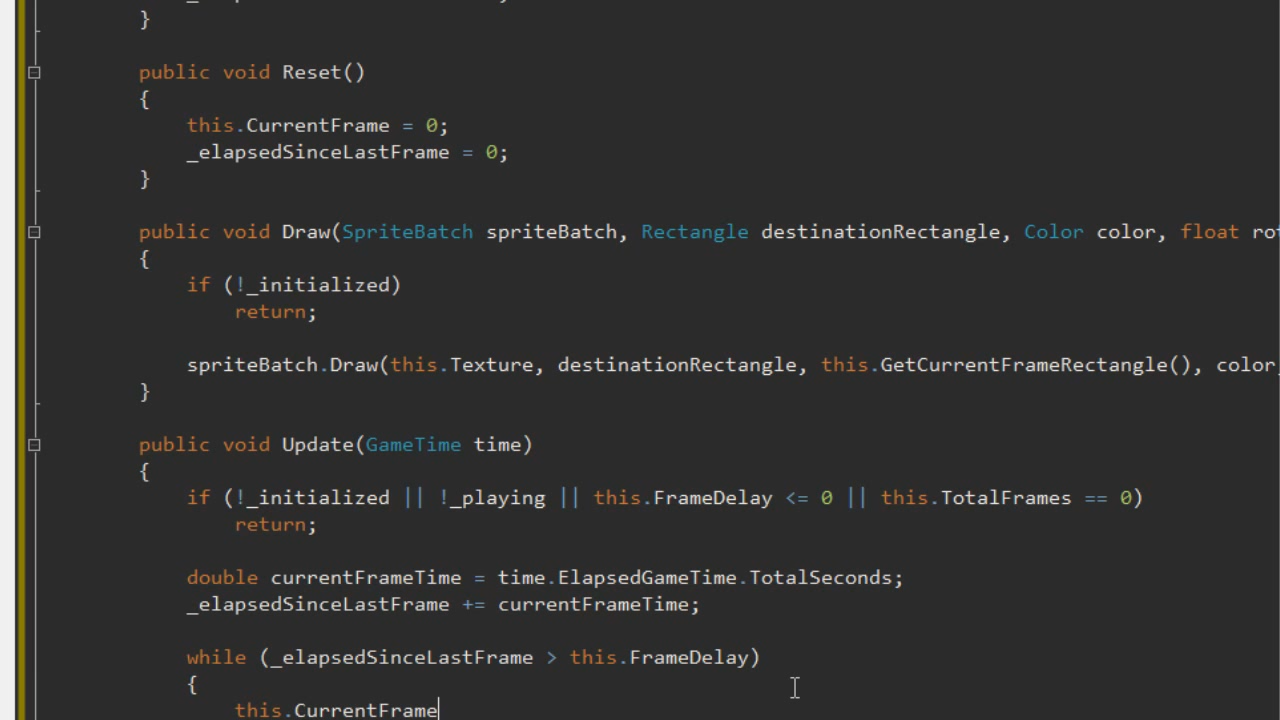 }
public void Reset()
{
this.CurrentFrame = 0;
_elapsedSinceLastFrame = 0;
}
public void Draw(SpriteBatch spriteBatch, Rectangle destinationRectangle, Color color, float
{
if (!_initialized)
return;
spriteBatch.Draw(this.Texture, destinationRectangle, this.GetCurrentFrameRectangle(), color,
}
public void Update(GameTime time)
{
if (!_initialized || !_playing || this.FrameDelay <= 0 || this.TotalFrames == 0)
return;
double currentFrameTime = time.ElapsedGameTime.TotalSeconds;
_elapsedSinceLastFrame += currentFrameTime;
while (_elapsedSinceLastFrame > this.FrameDelay)
{
this.CurrentFrame